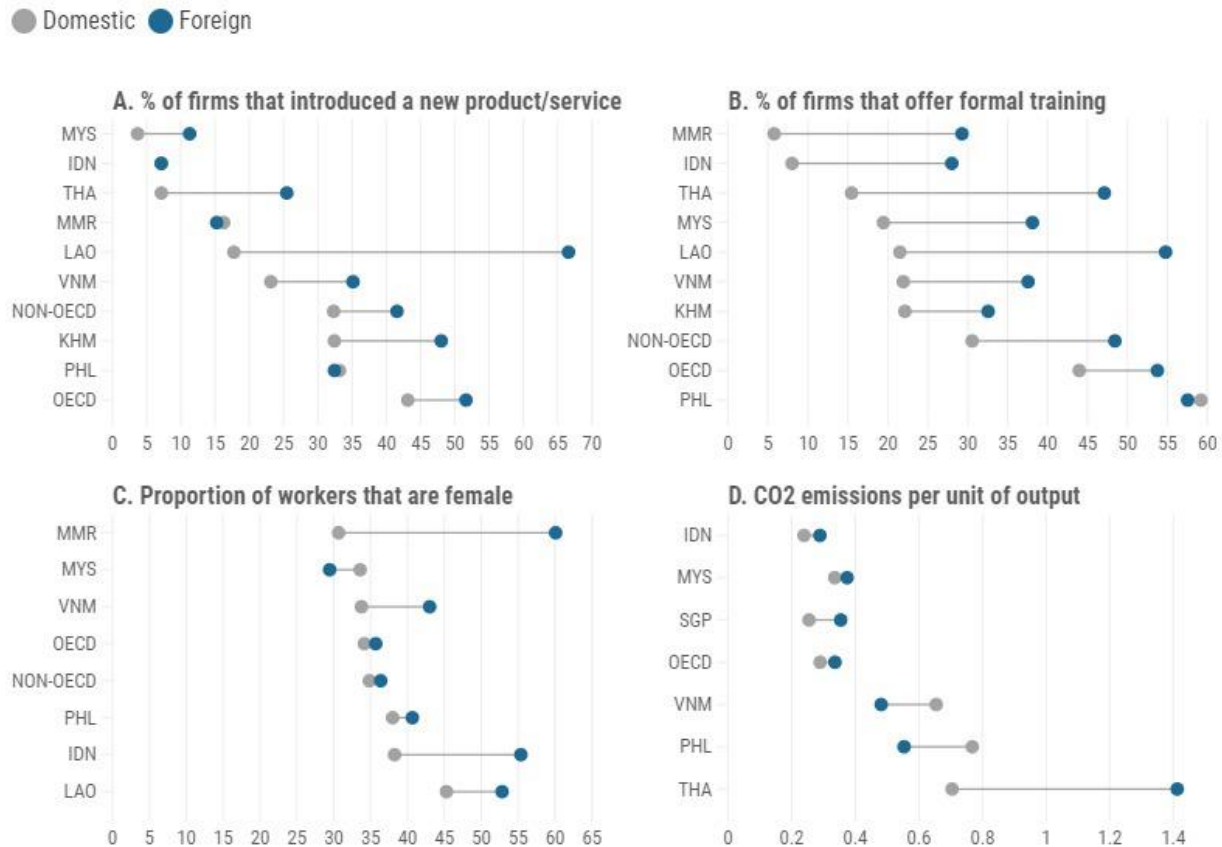 Domestic Foreign
A. % of firms that introduced a new product/service
MYS
IDN
THA
MMR
LAO
VNM
NON-OECD
KHM
PHL
OECD
0 5 10 15 20 25 30 35 40 45 50 55 60 65 70
B. % of firms that offer formal training
MMR
IDN
THA
MYS
LAO
VNM
KHM
NON-OECD
OECD
PHL
0 5 10 15 20 25 30 35 40 45 50 55 60
C. Proportion of workers that are female
MMR
MYS
VNM
OECD
NON-OECD
PHL
IDN
LAO
0 5 10 15 20 25 30 35 40 45 50 55 60 65
D. CO2 emissions per unit of output
IDN
MYS
SGP
OECD
VNM
PHL
THA
0 0.2 0.4 0.6 0.8 1 1.2 1.4